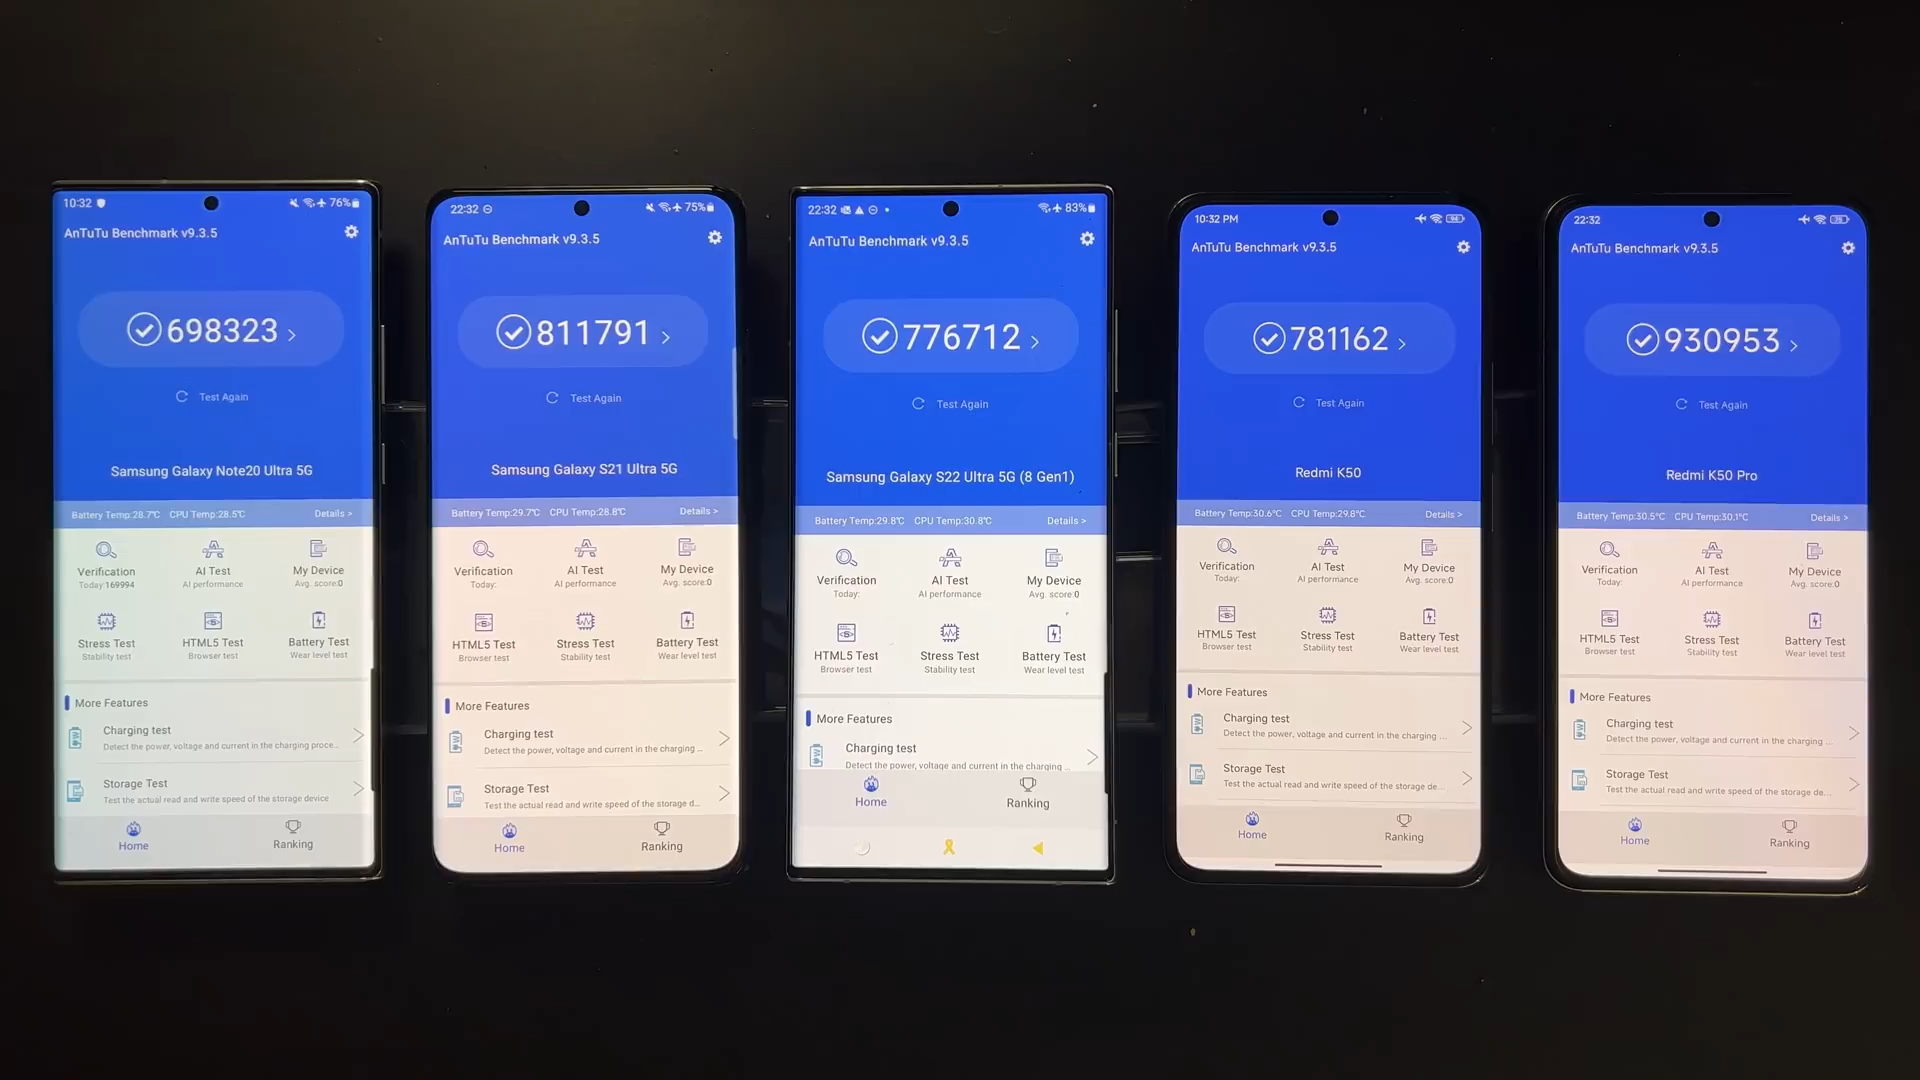 10:32
76%
AnTuTu Benchmark v9.3.5
698323 >
Test Again
Samsung Galaxy Note20 Ultra 5G
Battery Temp:28.7℃ CPU Temp:28.5℃ Details >
Verification AI Test My Device
Today:169994 AI performance Avg. score:0
Stress Test HTML5 Test Battery Test
Stability test Browser test Wear level test
More Features
Charging test
Detect the power, voltage and current in the charging proce...
Storage Test
Test the actual read and write speed of the storage device
Home Ranking
22:32
75%
AnTuTu Benchmark v9.3.5
811791 >
Test Again
Samsung Galaxy S21 Ultra 5G
Battery Temp:29.7℃ CPU Temp:28.8℃ Details >
Verification AI Test My Device
Today: AI performance Avg. score:0
HTML5 Test Stress Test Battery Test
Browser test Stability test Wear level test
More Features
Charging test
Detect the power, voltage and current in the charging ...
Storage Test
Test the actual read and write speed of the storage d...
Home Ranking
22:32
83%
AnTuTu Benchmark v9.3.5
776712 >
Test Again
Samsung Galaxy S22 Ultra 5G (8 Gen1)
Battery Temp:29.8℃ CPU Temp:30.8℃ Details >
Verification AI Test My Device
Today: AI performance Avg. score:0
HTML5 Test Stress Test Battery Test
Browser test Stability test Wear level test
More Features
Charging test
Detect the power, voltage and current in the charging ...
Home Ranking
10:32 PM
AnTuTu Benchmark v9.3.5
781162 >
Test Again
Redmi K50
Battery Temp:30.6℃ CPU Temp:29.8℃ Details >
Verification AI Test My Device
Today: AI performance Avg. score:0
HTML5 Test Stress Test Battery Test
Browser test Stability test Wear level test
More Features
Charging test
Detect the power, voltage and current in the charging ...
Storage Test
Test the actual read and write speed of the storage de...
Home Ranking
22:32
AnTuTu Benchmark v9.3.5
930953 >
Test Again
Redmi K50 Pro
Battery Temp:30.5℃ CPU Temp:30.1℃ Details >
Verification AI Test My Device
Today: AI performance Avg. score:0
HTML5 Test Stress Test Battery Test
Browser test Stability test Wear level test
More Features
Charging test
Detect the power, voltage and current in the charging ...
Storage Test
Test the actual read and write speed of the storage de...
Home Ranking